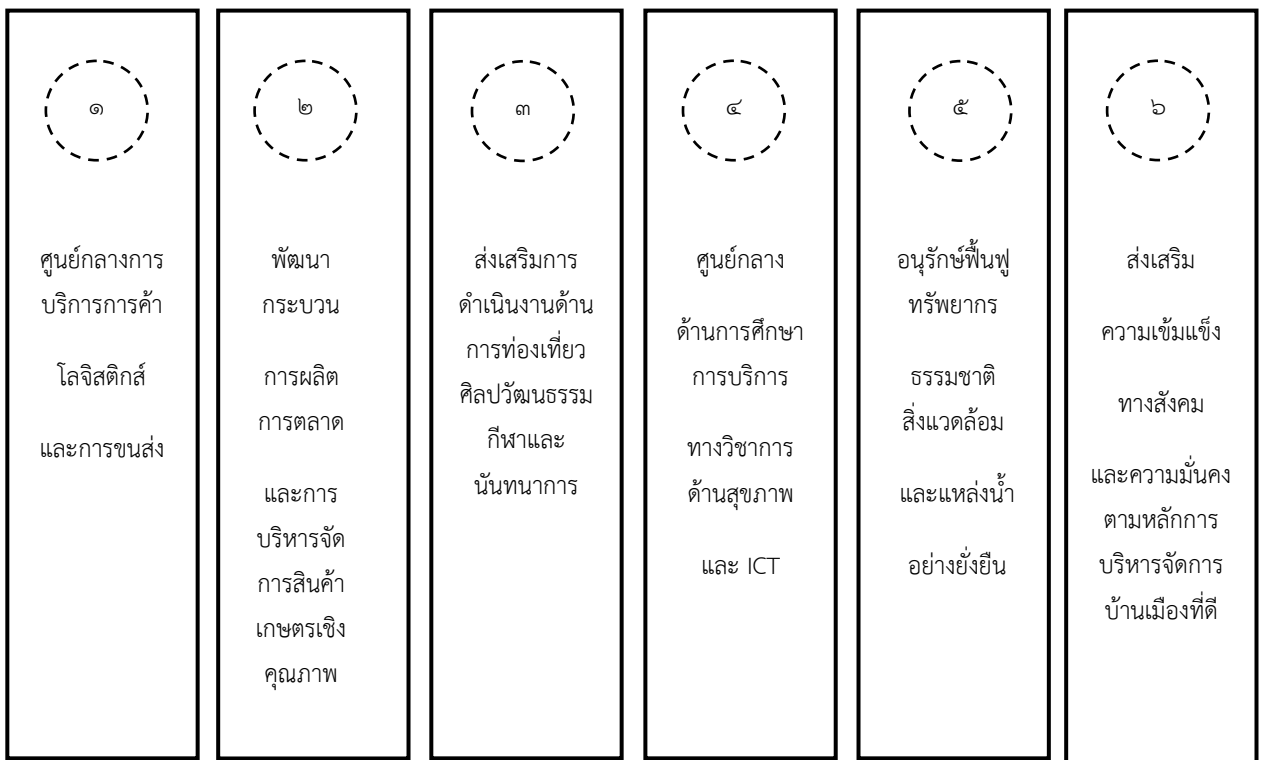 ๑
ศูนย์กลางการ
บริการการค้า
โลจิสติกส์
และการขนส่ง
๒
พัฒนา
กระบวน
การผลิต
การตลาด
และการ
บริหารจัด
การสินค้า
เกษตรเชิง
คุณภาพ
๓
ส่งเสริมการ
ดำเนินงานด้าน
การท่องเที่ยว
ศิลปวัฒนธรรม
กีฬาและ
นันทนาการ
๔
ศูนย์กลาง
ด้านการศึกษา
การบริการ
ทางวิชาการ
ด้านสุขภาพ
และ ICT
๕
อนุรักษ์ฟื้นฟู
ทรัพยากร
ธรรมชาติ
สิ่งแวดล้อม
และแหล่งน้ำ
อย่างยั่งยืน
๖
ส่งเสริม
ความเข้มแข็ง
ทางสังคม
และความมั่นคง
ตามหลักการ
บริหารจัดการ
บ้านเมืองที่ดี